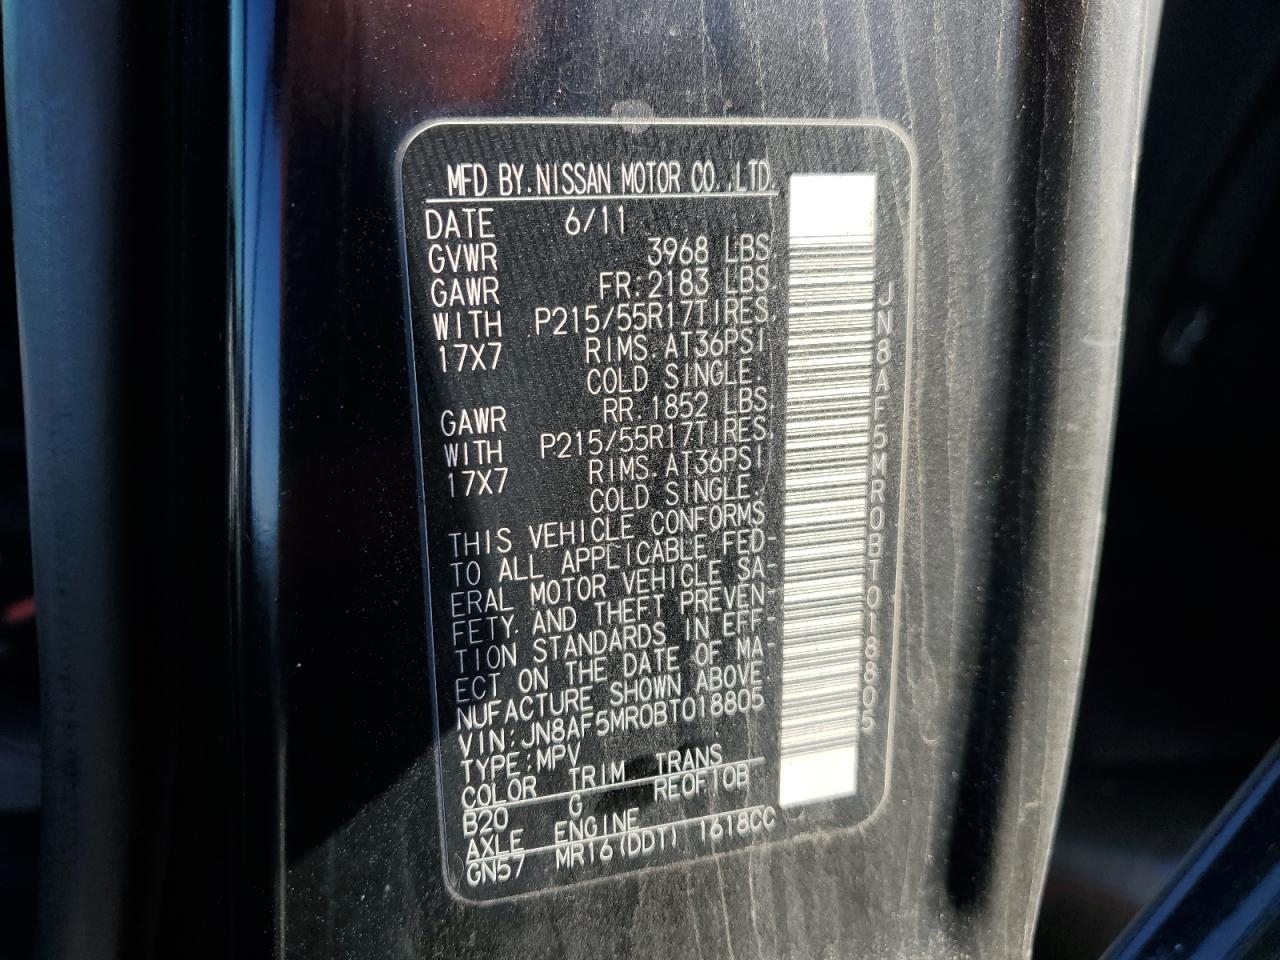 MFD BY.NISSAN MOTOR CO.,LTD.
DATE 6/11
GVWR 3968 LBS
GAWR FR:2183 LBS
WITH P215/55R17TIRES.
17X7 RIMS.AT36PSI
COLD SINGLE.
GAWR RR.1852 LBS.
WITH P215/55R17TIRES.
17X7 RIMS.AT36PSI
COLD SINGLE.
THIS VEHICLE CONFORMS
TO ALL APPLICABLE FED-
ERAL MOTOR VEHICLE SA-
FETY. AND THEFT PREVEN-
TION STANDARDS IN EFF-
ECT ON THE DATE OF MA-
NUFACTURE SHOWN ABOVE
VIN:JN8AF5MR0BT018805
TYPE:MPV
COLOR TRIM TRANS
B20 G RE0F10B
AXLE ENGINE
GN57 MR16(DDT) 1618CC
JN8AF5MR0BT018805